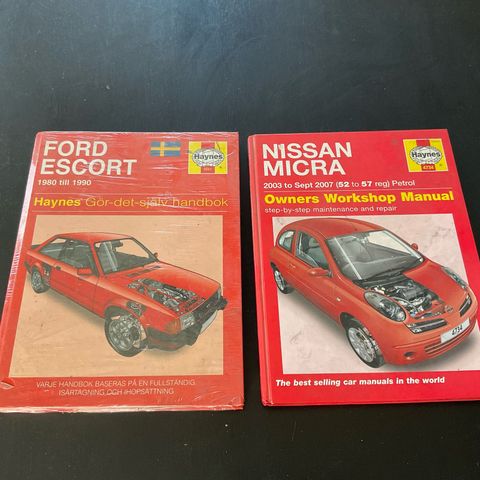 FORD
ESCORT
1980 till 1990
Haynes Gör-det-själv handbok
Haynes
VARJE HANDBOK BASERAS PÅ EN FULLSTÄNDIG
ISÄRTAGNING OCH IHOPSÄTTNING
NISSAN
MICRA
Haynes
4734
2003 to Sept 2007 (52 to 57 reg) Petrol
Owners Workshop Manual
step-by-step maintenance and repair
4734
The best selling car manuals in the world